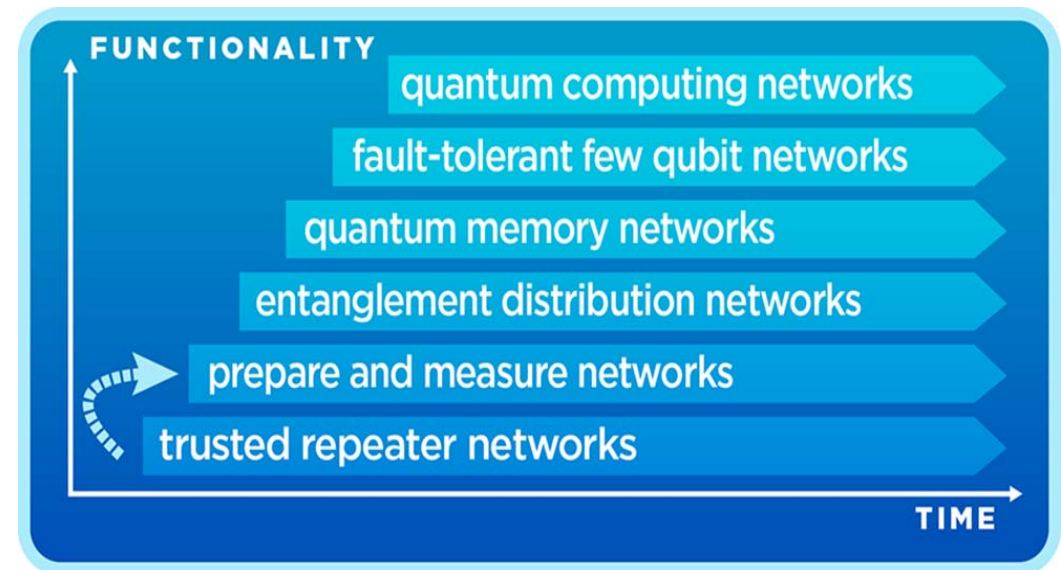 FUNCTIONALITY
quantum computing networks
fault-tolerant few qubit networks
quantum memory networks
entanglement distribution networks
prepare and measure networks
trusted repeater networks
TIME